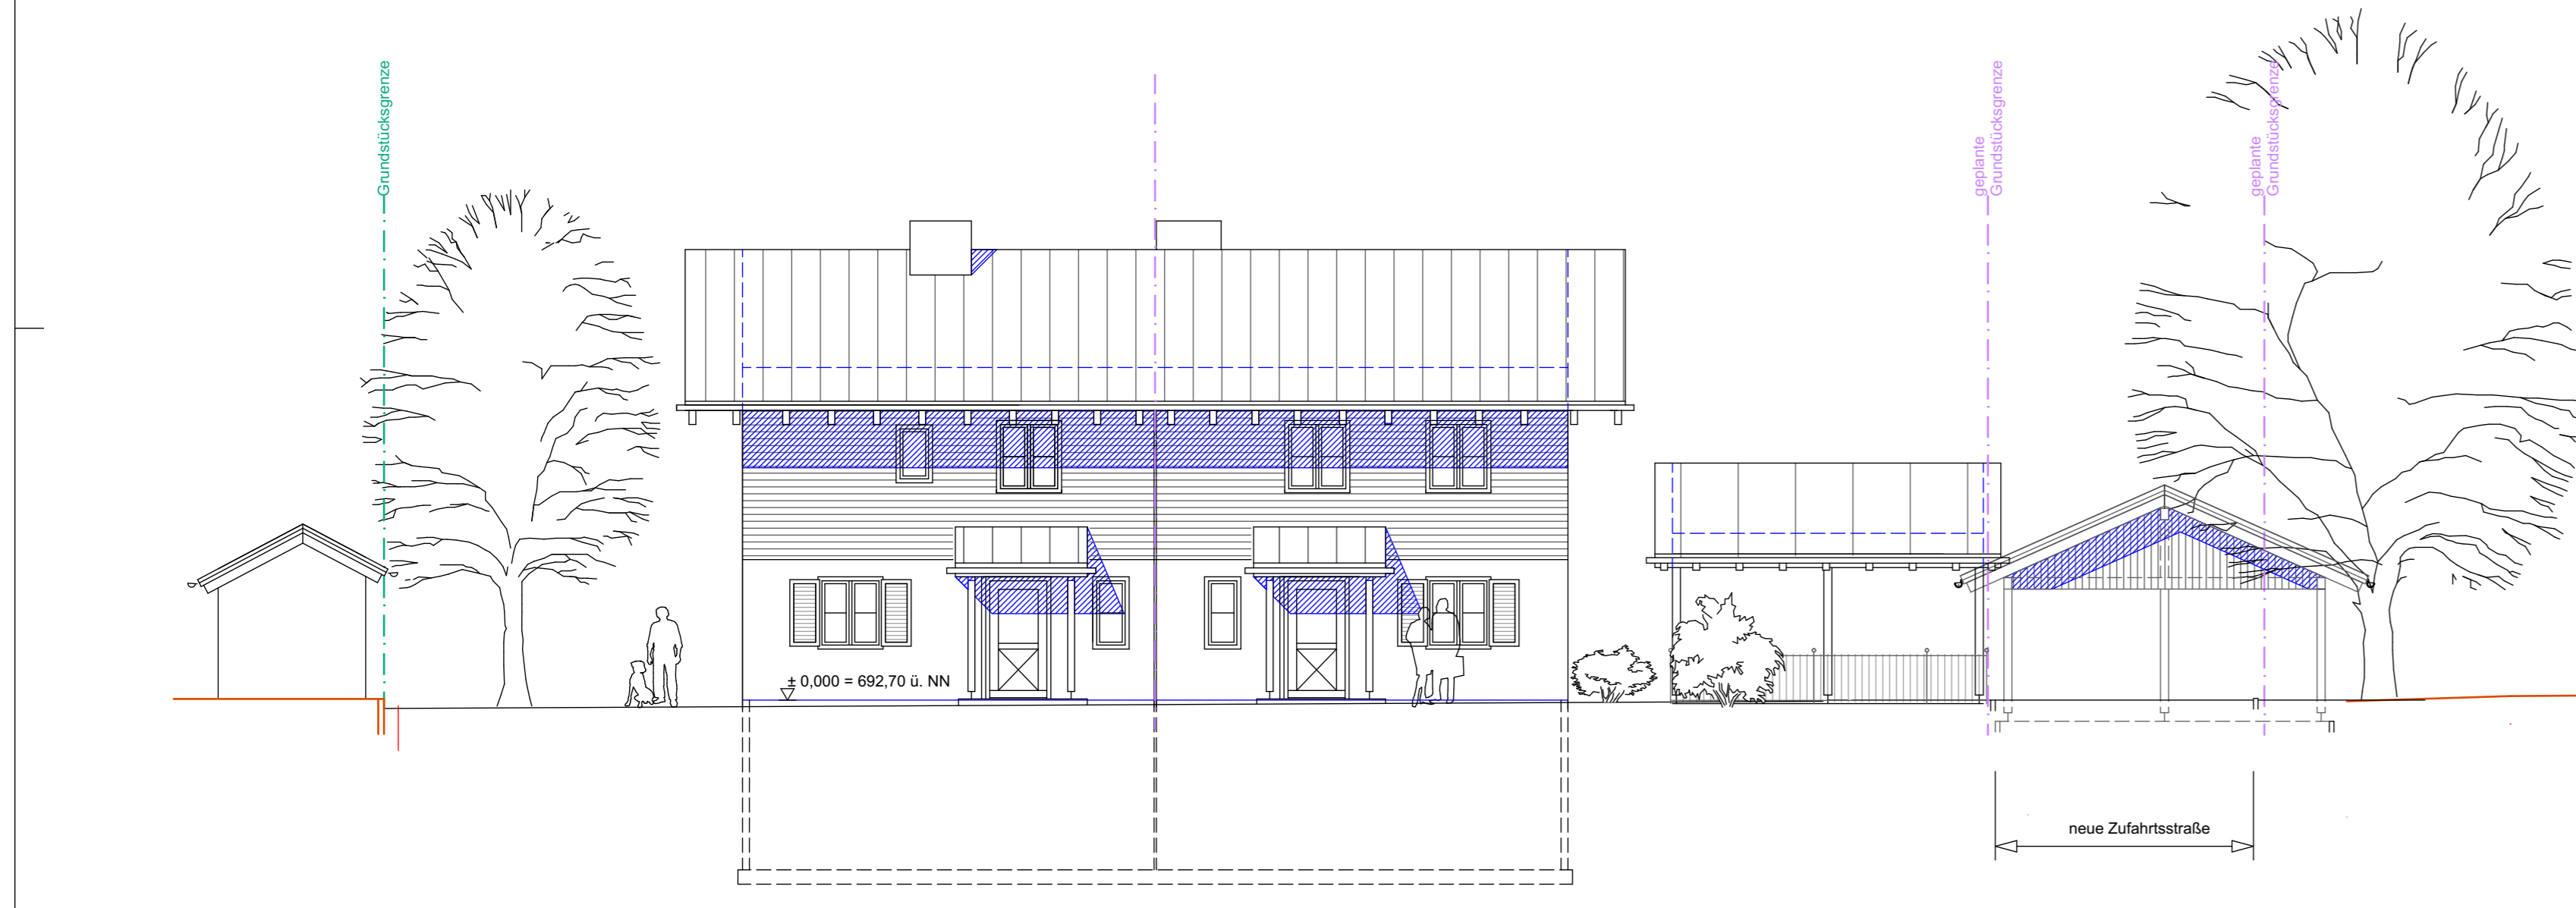 Grundstücksgrenze
geplante
Grundstücksgrenze
geplante
Grundstücksgrenze
± 0,000 = 692,70 ü. NN
neue Zufahrtsstraße